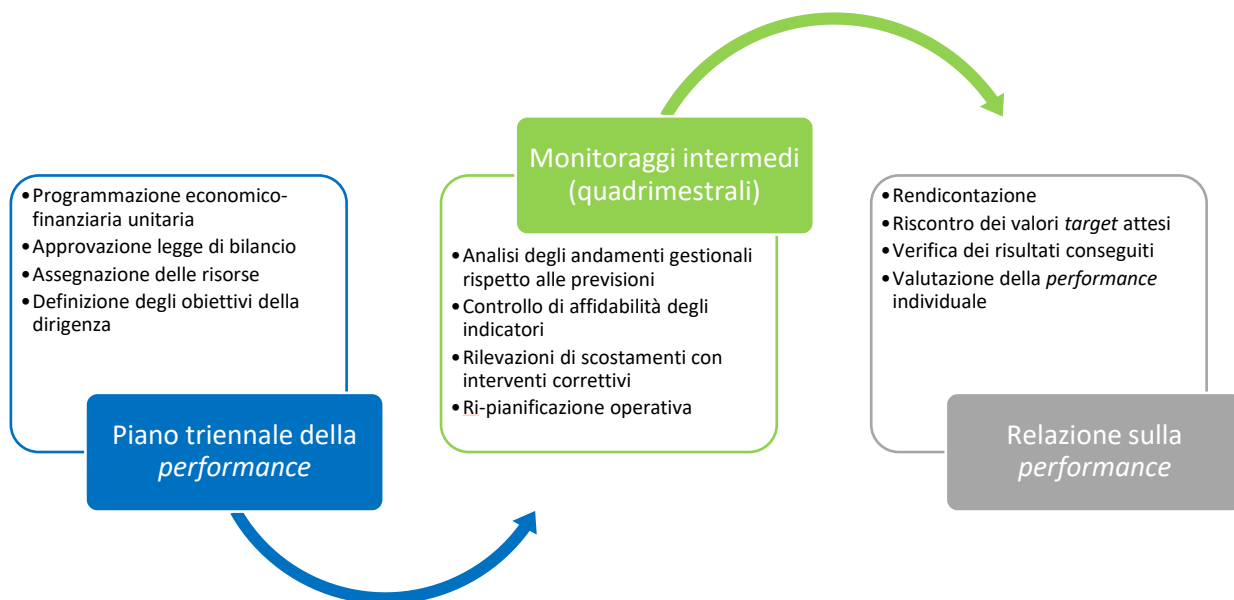 •Programmazione economico-
finanziaria unitaria
•Approvazione legge di bilancio
•Assegnazione delle risorse
•Definizione degli obiettivi della
dirigenza
Piano triennale della
performance
Monitoraggi intermedi
(quadrimestrali)
•Analisi degli andamenti gestionali
rispetto alle previsioni
•Controllo di affidabilità degli
indicatori
•Rilevazioni di scostamenti con
interventi correttivi
•Ri-pianificazione operativa
•Rendicontazione
•Riscontro dei valori target attesi
•Verifica dei risultati conseguiti
•Valutazione della performance
individuale
Relazione sulla
performance